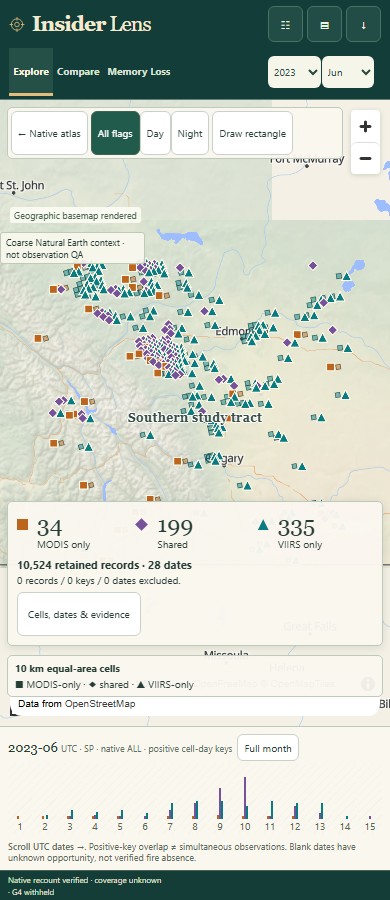 Insider Lens
Explore Compare Memory Loss
2023 Jun
← Native atlas All flags Day Night Draw rectangle
+
−
Fort McMurray
t St. John
Geographic basemap rendered
Coarse Natural Earth context ·
not observation QA
Edmo
Southern study tract
gary
34 199 335
MODIS only Shared VIIRS only
10,524 retained records · 28 dates
0 records / 0 keys / 0 dates excluded.
Cells, dates & evidence
Great Falls
Missoula
10 km equal-area cells
Helena
■ MODIS-only · ◆ shared · ▲ VIIRS-only
Data from OpenStreetMap
Bil
2023-06 UTC · SP · native ALL · positive cell-day keys Full month
1 2 3 4 5 6 7 8 9 10 11 12 13 14 15
Scroll UTC dates →. Positive-key overlap ≠ simultaneous observations. Blank dates have
unknown opportunity, not verified fire absence.
Native recount verified · coverage unknown
· G4 withheld